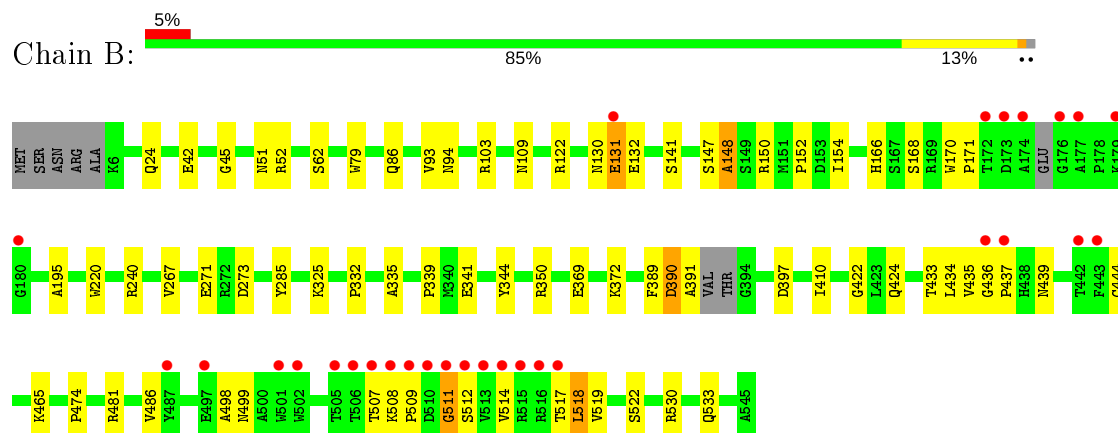 5%
Chain B:
85% 13% ••
MET SER ASN ARG ALA K6 Q24 E42 G45 N51 R52 S62 W79 Q86 V93 N94 R103 N109 R122 N130 E131 E132 S141 S147 A148 S149 R150 M151 P152 D153 I154 H166 S167 S168 R169 W170 P171 T172 D173 A174 GLU G176 A177 P178 K179
G180 A195 W220 R240 V267 E271 R272 D273 Y285 K325 P332 A335 P339 M340 E341 Y344 R350 E369 K372 F389 D390 A391 VAL THR G394 D397 I410 G422 L423 Q424 T433 L434 V435 G436 P437 H438 N439 T442 F443
K465 P474 R481 V486 Y487 E497 A498 N499 A500 W501 W502 T505 T506 T507 K508 P509 D510 G511 S512 V513 V514 R515 R516 T517 L518 V519 S522 R530 Q533 A545